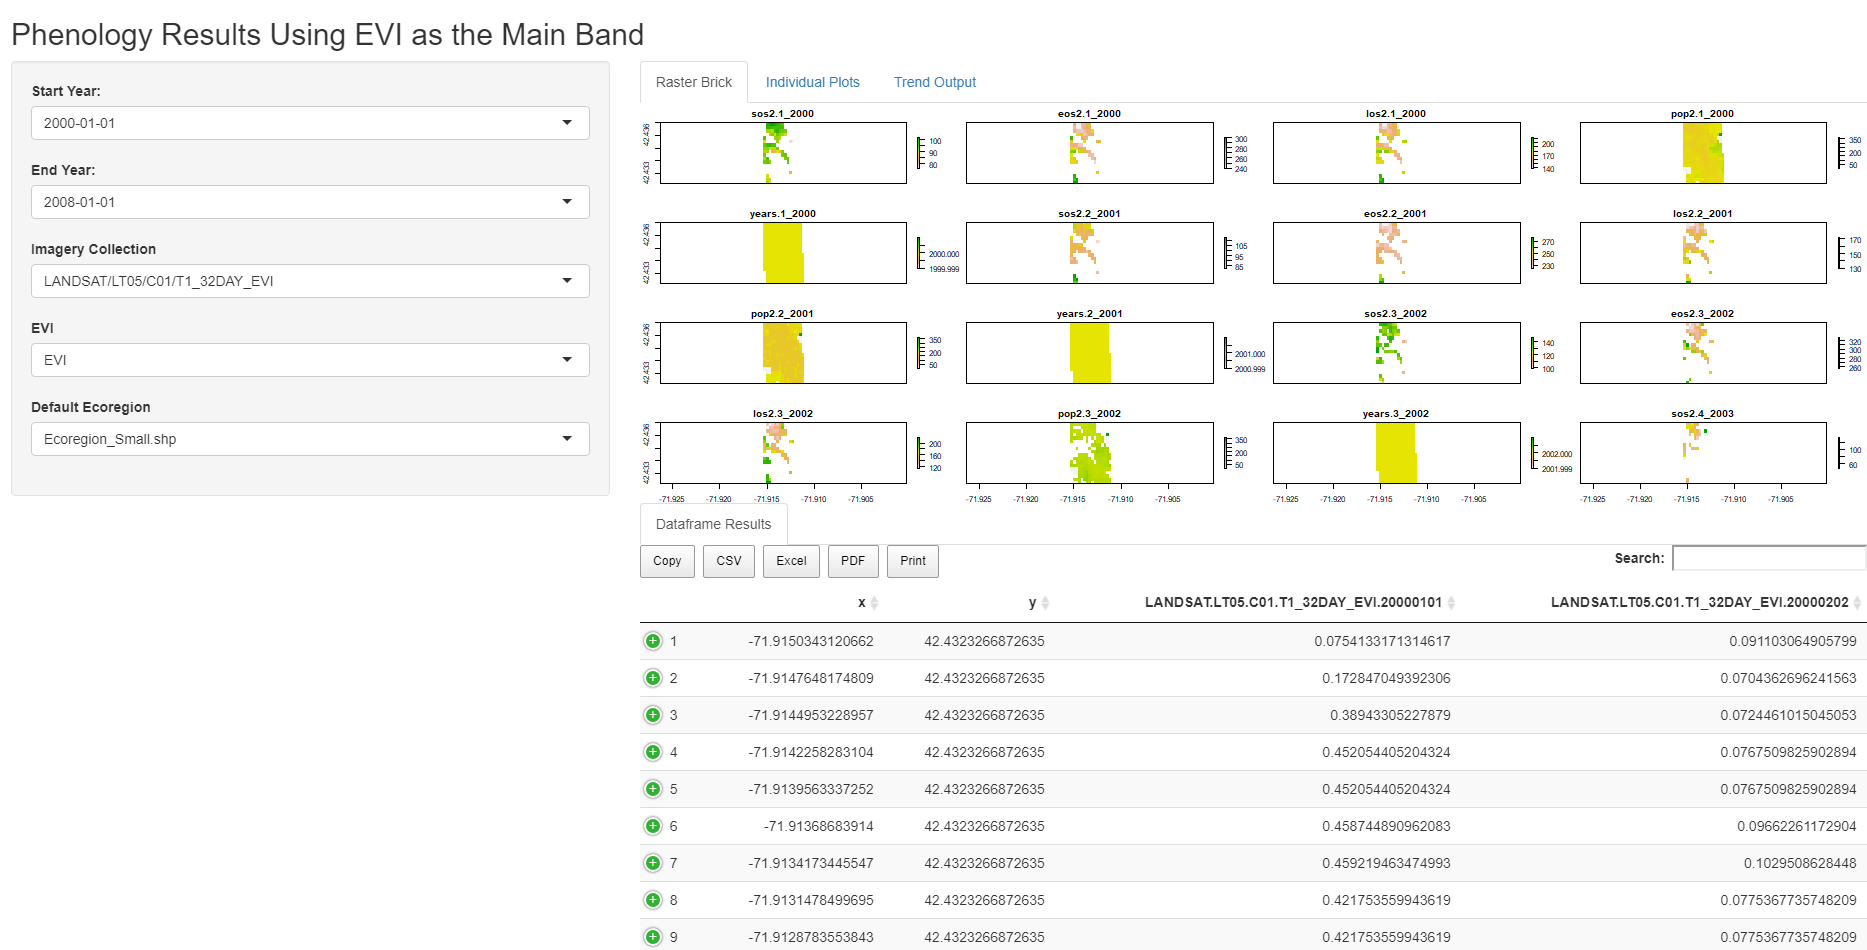 Phenology Results Using EVI as the Main Band
Start Year:
2000-01-01
End Year:
2008-01-01
Imagery Collection
LANDSAT/LT05/C01/T1_32DAY_EVI
EVI
EVI
Default Ecoregion
Ecoregion_Small.shp
Raster Brick Individual Plots Trend Output
sos2.1_2000 eos2.1_2000 los2.1_2000 pop2.1_2000
42.436 42.433 100 90 80 300 280 260 240 200 170 140 350 200 50
years.1_2000 sos2.2_2001 eos2.2_2001 los2.2_2001
42.436 42.433 2000.000 1999.999 105 95 85 270 250 230 170 150 130
pop2.2_2001 years.2_2001 sos2.3_2002 eos2.3_2002
42.436 42.433 350 200 50 2001.000 2000.999 140 120 100 320 300 280 260
los2.3_2002 pop2.3_2002 years.3_2002 sos2.4_2003
42.436 42.433 200 160 120 350 200 50 2002.000 2001.999 100 60
-71.925 -71.920 -71.915 -71.910 -71.905 -71.925 -71.920 -71.915 -71.910 -71.905 -71.925 -71.920 -71.915 -71.910 -71.905 -71.925 -71.920 -71.915 -71.910 -71.905
Dataframe Results
Copy CSV Excel PDF Print Search:
x y LANDSAT.LT05.C01.T1_32DAY_EVI.20000101 LANDSAT.LT05.C01.T1_32DAY_EVI.20000202
1 -71.9150343120662 42.4323266872635 0.0754133171314617 0.091103064905799
2 -71.9147648174809 42.4323266872635 0.172847049392306 0.0704362696241563
3 -71.9144953228957 42.4323266872635 0.38943305227879 0.0724461015045053
4 -71.9142258283104 42.4323266872635 0.452054405204324 0.0767509825902894
5 -71.9139563337252 42.4323266872635 0.452054405204324 0.0767509825902894
6 -71.91368683914 42.4323266872635 0.458744890962083 0.09662261172904
7 -71.9134173445547 42.4323266872635 0.459219463474993 0.1029508628448
8 -71.9131478499695 42.4323266872635 0.421753559943619 0.0775367735748209
9 -71.9128783553843 42.4323266872635 0.421753559943619 0.0775367735748209